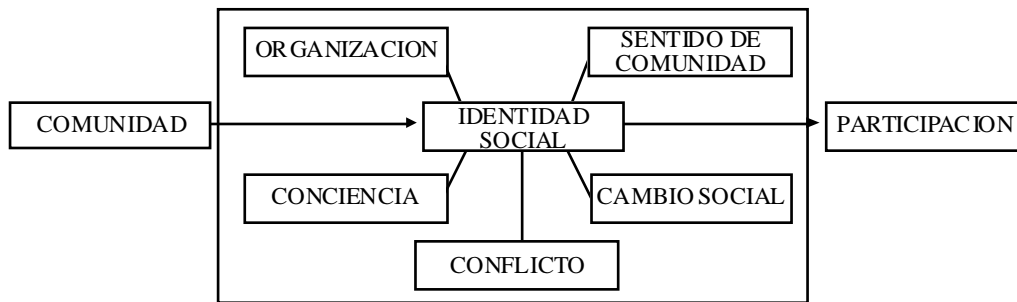 ORGANIZACION
SENTIDO DE
COMUNIDAD
COMUNIDAD
IDENTIDAD
SOCIAL
PARTICIPACION
CONCIENCIA
CAMBIO SOCIAL
CONFLICTO